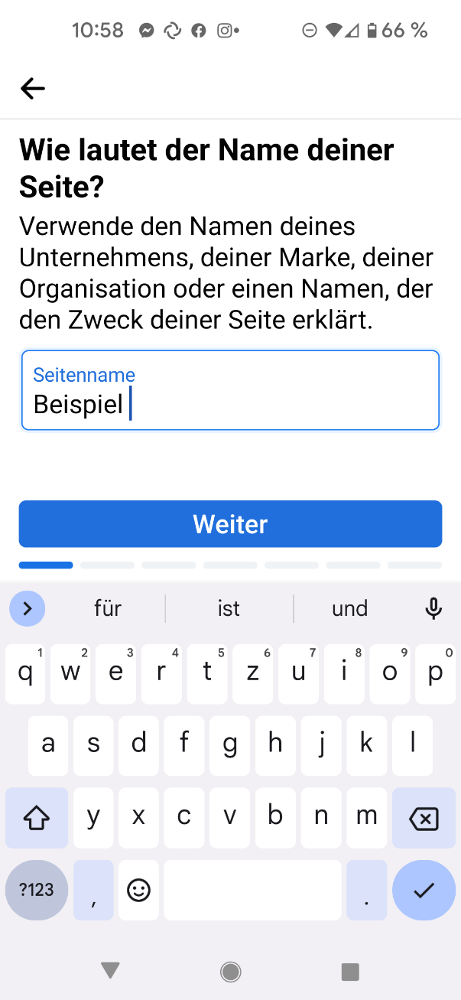 10:58 66 %
Wie lautet der Name deiner
Seite?
Verwende den Namen deines
Unternehmens, deiner Marke, deiner
Organisation oder einen Namen, der
den Zweck deiner Seite erklärt.
Seitenname
Beispiel
Weiter
für ist und
q1 w2 e3 r4 t5 z6 u7 i8 o9 p0
a s d f g h j k l
y x c v b n m
?123 , .